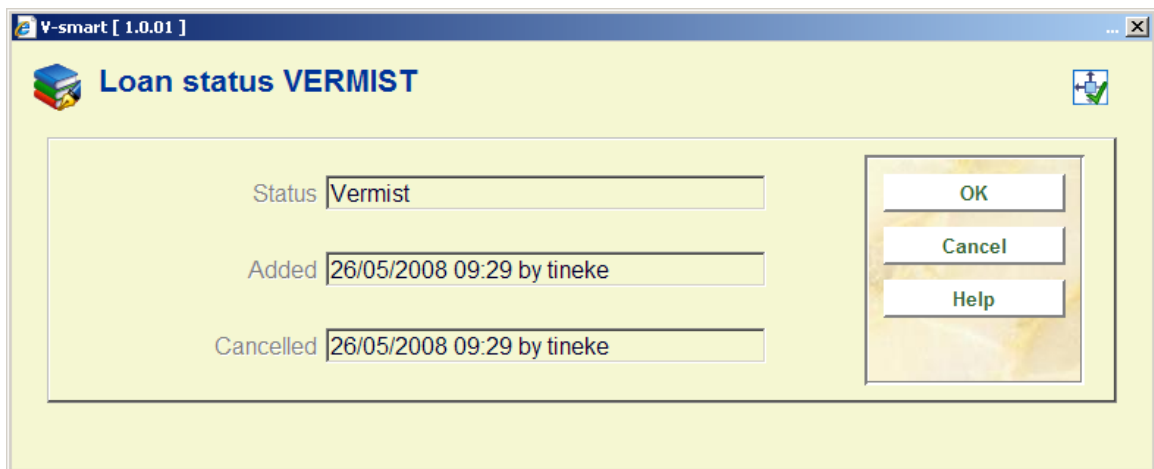 V-smart [ 1.0.01 ]
...
Loan status VERMIST
Status Vermist
Added 26/05/2008 09:29 by tineke
Cancelled 26/05/2008 09:29 by tineke
OK
Cancel
Help